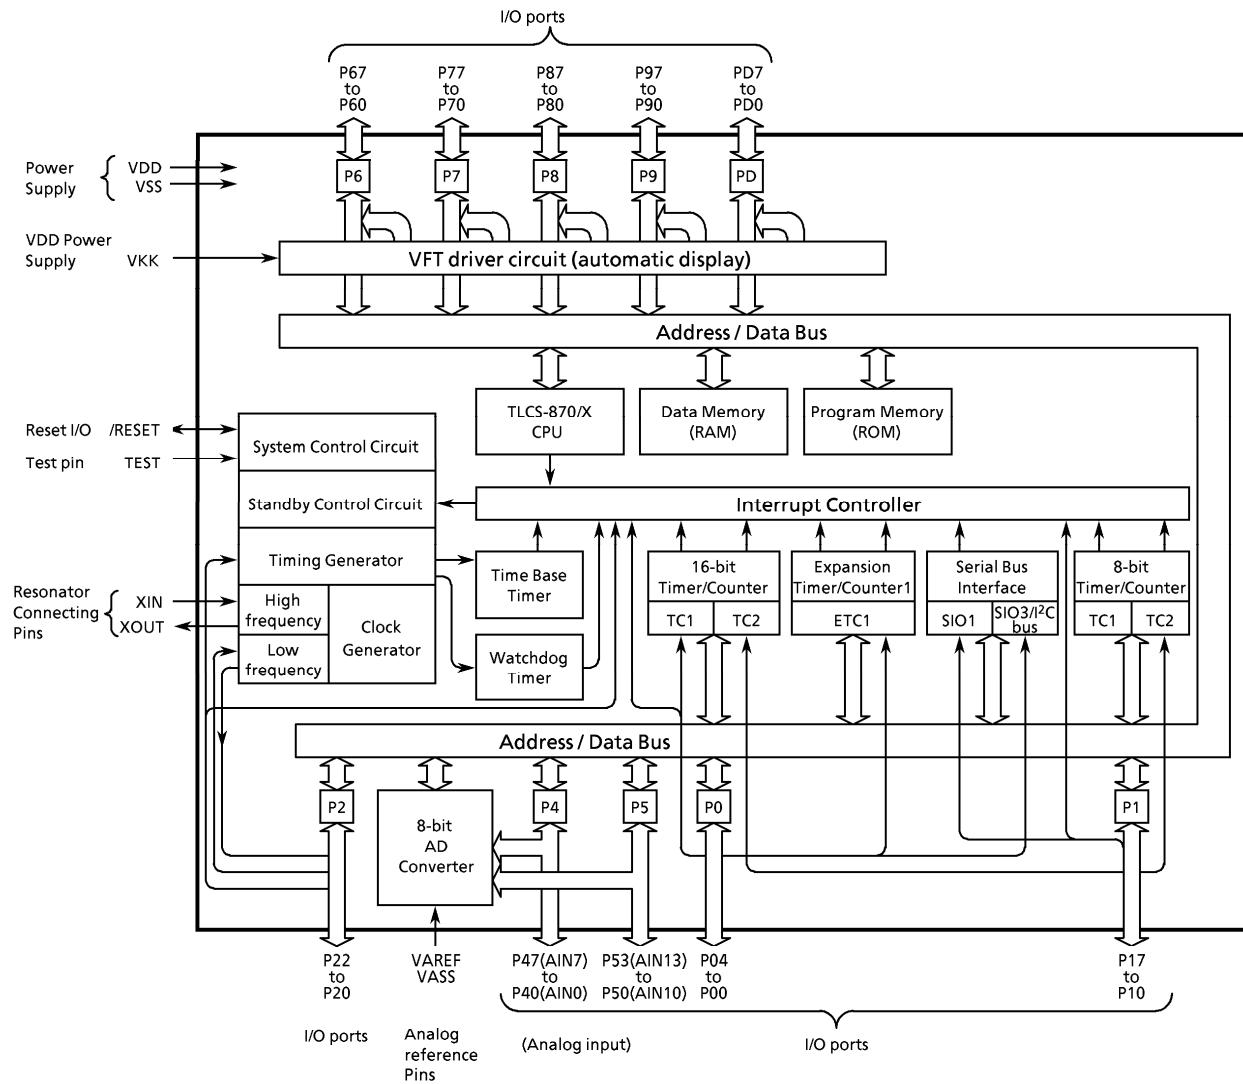 I/O ports
P67 P77 P87 P97 PD7
to to to to to
P60 P70 P80 P90 PD0
Power Supply VDD VSS
P6 P7 P8 P9 PD
VDD Power
Supply VKK
VFT driver circuit (automatic display)
Address / Data Bus
TLCS-870/X
CPU
Data Memory
(RAM)
Program Memory
(ROM)
Reset I/O /RESET
Test pin TEST
System Control Circuit
Standby Control Circuit
Interrupt Controller
Timing Generator
Time Base
Timer
16-bit
Timer/Counter
TC1 TC2
Expansion
Timer/Counter1
ETC1
Serial Bus
Interface
SIO1
SIO3/I²C
bus
8-bit
Timer/Counter
TC1 TC2
Resonator
Connecting
Pins
XIN
XOUT
High
frequency
Low
frequency
Clock
Generator
Watchdog
Timer
Address / Data Bus
P2 P4 P5 P0 P1
8-bit
AD
Converter
P22
to
P20
VAREF
VASS
P47(AIN7)
to
P40(AIN0)
P53(AIN13)
to
P50(AIN10)
P04
to
P00
P17
to
P10
I/O ports
Analog
reference
Pins
(Analog input)
I/O ports